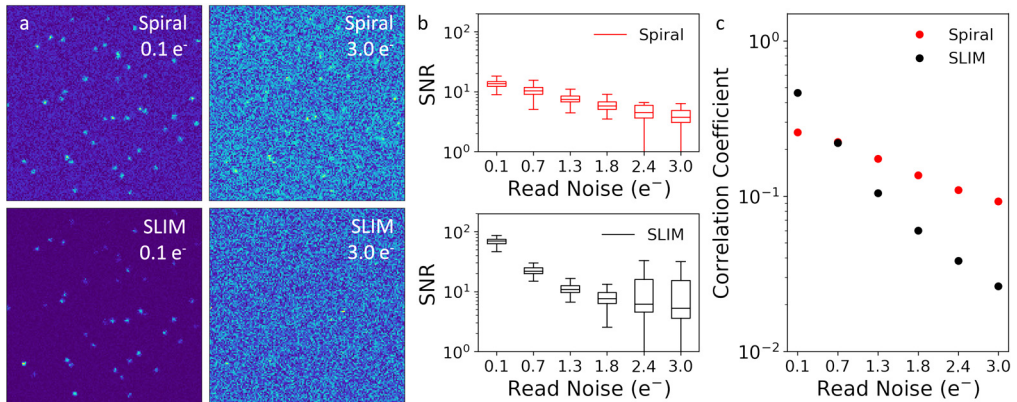 a
Spiral
0.1 e⁻
Spiral
3.0 e⁻
SLIM
0.1 e⁻
SLIM
3.0 e⁻
b
Spiral
10²
10¹
10⁰
SNR
0.1 0.7 1.3 1.8 2.4 3.0
Read Noise (e⁻)
SLIM
10²
10¹
10⁰
SNR
0.1 0.7 1.3 1.8 2.4 3.0
Read Noise (e⁻)
c
Spiral
SLIM
10⁰
10⁻¹
10⁻²
Correlation Coefficient
0.1 0.7 1.3 1.8 2.4 3.0
Read Noise (e⁻)